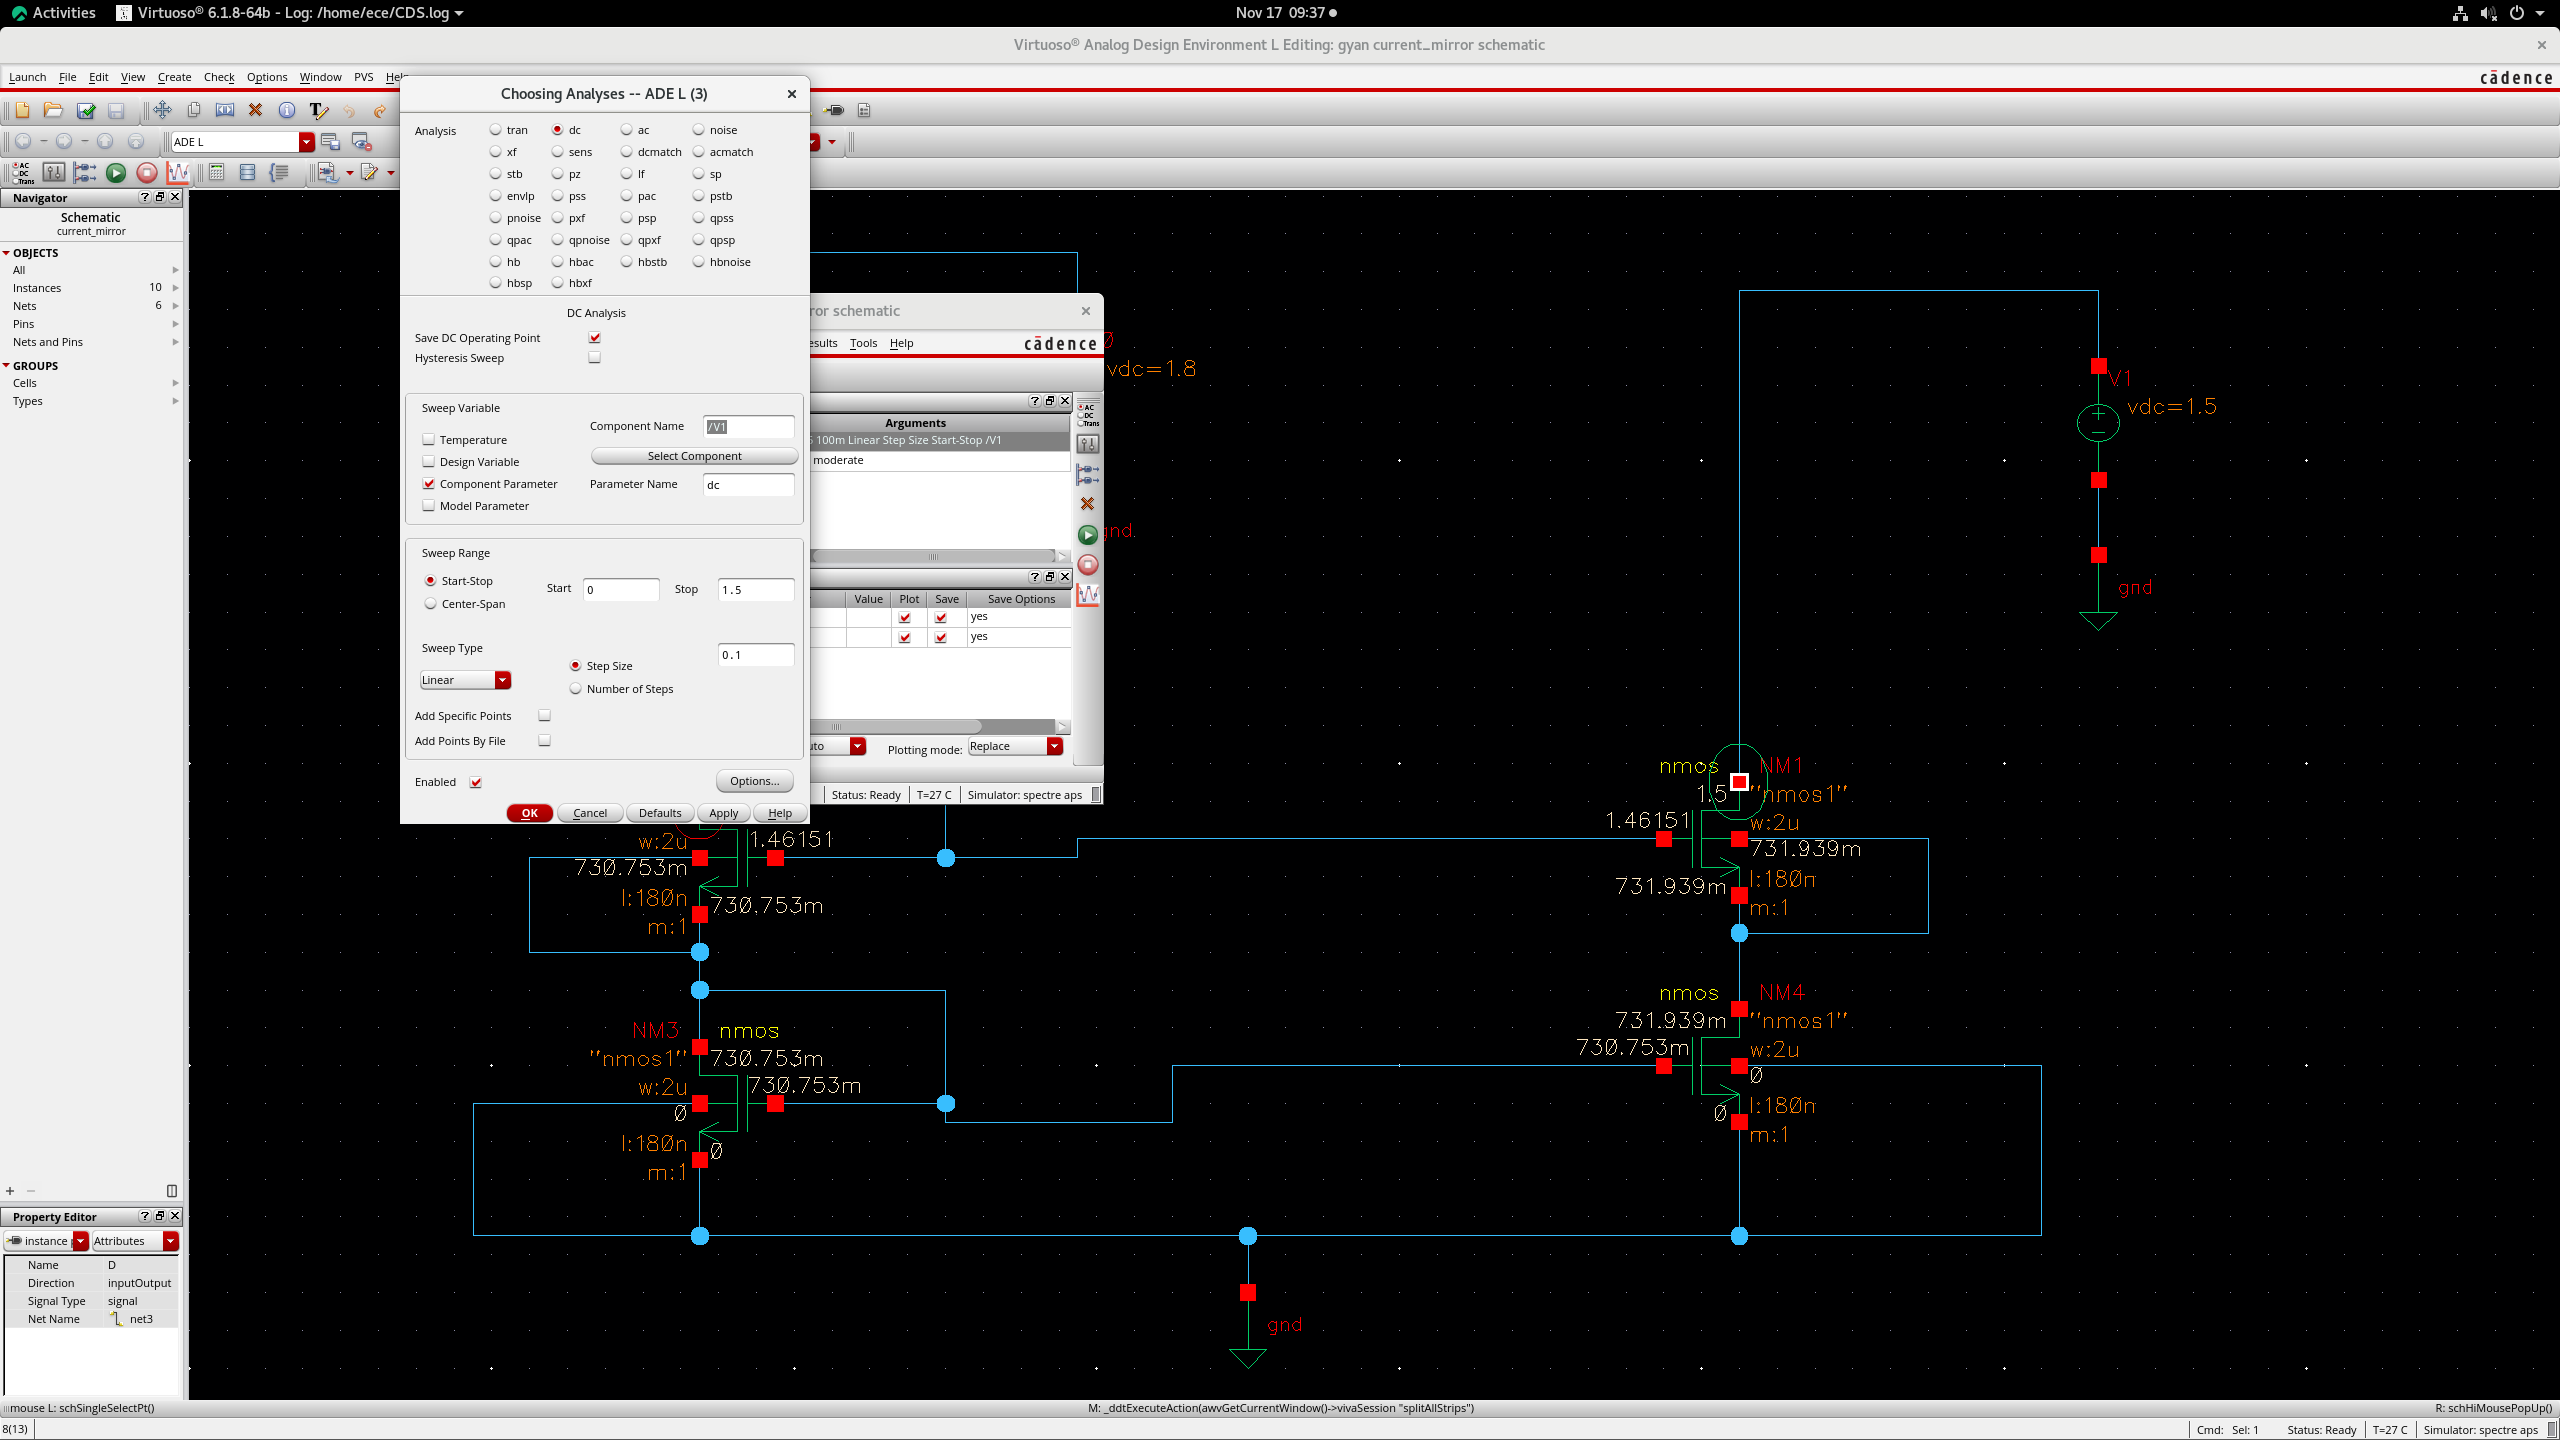 Activities
Virtuoso® 6.1.8-64b - Log: /home/ece/CDS.log
Nov 17 09:37
Virtuoso® Analog Design Environment L Editing: gyan current_mirror schematic
Launch File Edit View Create Check Options Window PVS Help
cādence
ADE L
Navigator
Schematic
current_mirror
OBJECTS
All
Instances 10
Nets 6
Pins
Nets and Pins
GROUPS
Cells
Types
Property Editor
instance
Attributes
Name D
Direction inputOutput
Signal Type signal
Net Name net3
Choosing Analyses -- ADE L (3)
Analysis
tran dc ac noise
xf sens dcmatch acmatch
stb pz lf sp
envlp pss pac pstb
pnoise pxf psp qpss
qpac qpnoise qpxf qpsp
hb hbac hbstb hbnoise
hbsp hbxf
DC Analysis
Save DC Operating Point
Hysteresis Sweep
Sweep Variable
Temperature
Design Variable
Component Parameter
Model Parameter
Component Name /V1
Select Component
Parameter Name dc
Sweep Range
Start-Stop
Center-Span
Start 0 Stop 1.5
Sweep Type
Linear
Step Size
Number of Steps
0.1
Add Specific Points
Add Points By File
Enabled
Options...
OK Cancel Defaults Apply Help
schematic
Tools Help
cādence
Arguments
100m Linear Step Size Start-Stop /V1
moderate
Value Plot Save Save Options
yes
yes
Plotting mode: Replace
Status: Ready T=27 C Simulator: spectre aps
AC
DC
Trans
vdc=1.8
gnd
V1
vdc=1.5
gnd
nmos NM1
1.5 "nmos1"
w:2u
1.46151
731.939m
l:180n
731.939m
m:1
nmos NM4
731.939m "nmos1"
730.753m w:2u
0
l:180n
0
m:1
1.46151
w:2u
730.753m
l:180n
730.753m
m:1
NM3 nmos
"nmos1" 730.753m
w:2u 730.753m
0
l:180n
0
m:1
gnd
mouse L: schSingleSelectPt()
M: _ddtExecuteAction(awvGetCurrentWindow()->vivaSession "splitAllStrips")
R: schHiMousePopUp()
8(13)
Cmd: Sel: 1 Status: Ready T=27 C Simulator: spectre aps